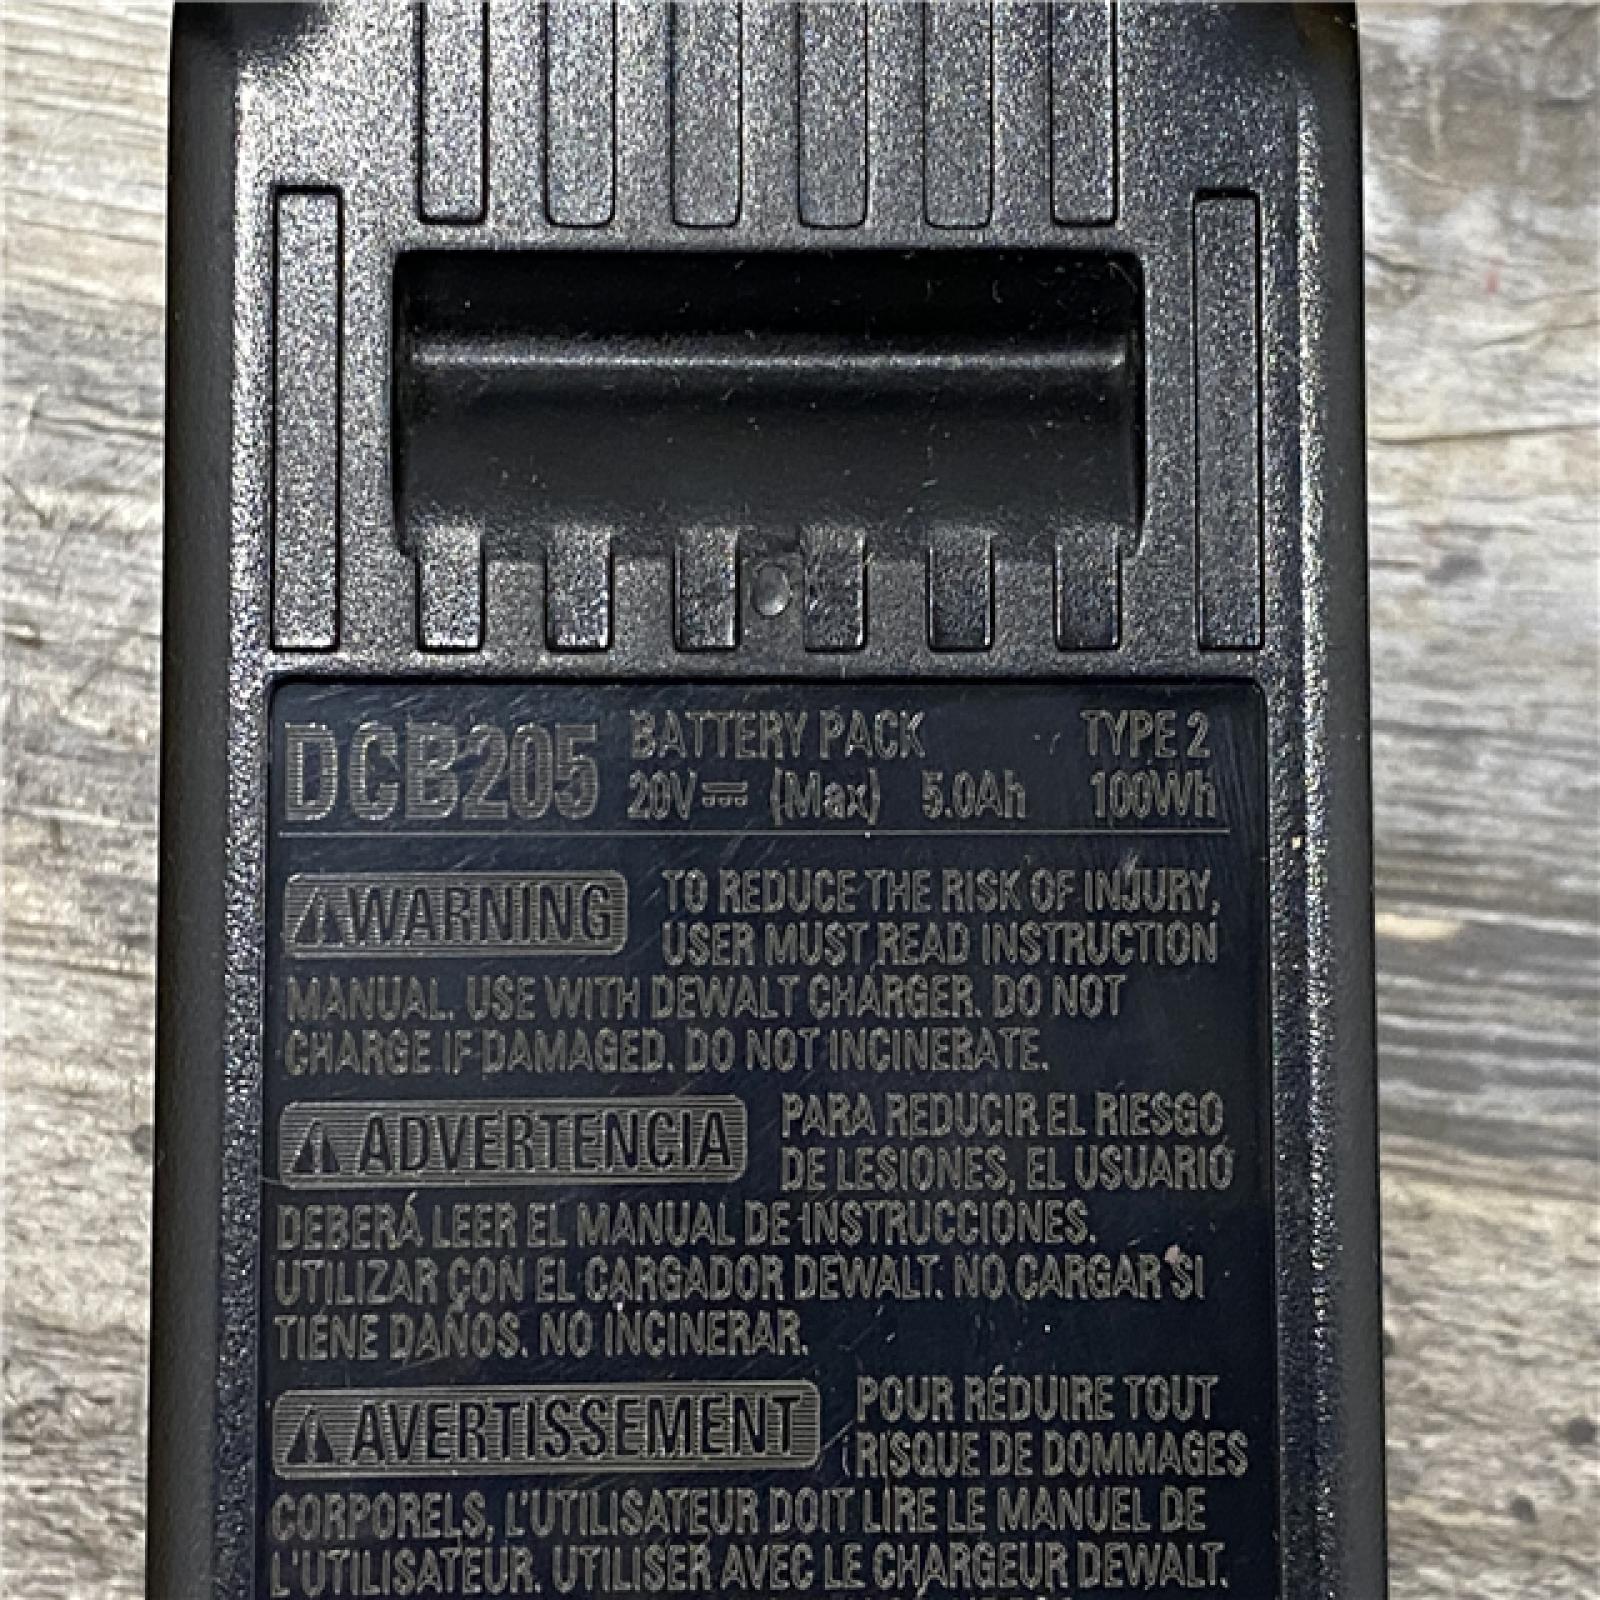 DCB205 BATTERY PACK TYPE 2
20V⎓ (Max) 5.0Ah 100Wh
⚠WARNING TO REDUCE THE RISK OF INJURY,
USER MUST READ INSTRUCTION
MANUAL. USE WITH DEWALT CHARGER. DO NOT
CHARGE IF DAMAGED. DO NOT INCINERATE.
⚠ADVERTENCIA PARA REDUCIR EL RIESGO
DE LESIONES, EL USUARIO
DEBERÁ LEER EL MANUAL DE INSTRUCCIONES.
UTILIZAR CON EL CARGADOR DEWALT. NO CARGAR SI
TIENE DAÑOS. NO INCINERAR.
⚠AVERTISSEMENT POUR RÉDUIRE TOUT
RISQUE DE DOMMAGES
CORPORELS, L'UTILISATEUR DOIT LIRE LE MANUEL DE
L'UTILISATEUR. UTILISER AVEC LE CHARGEUR DEWALT.